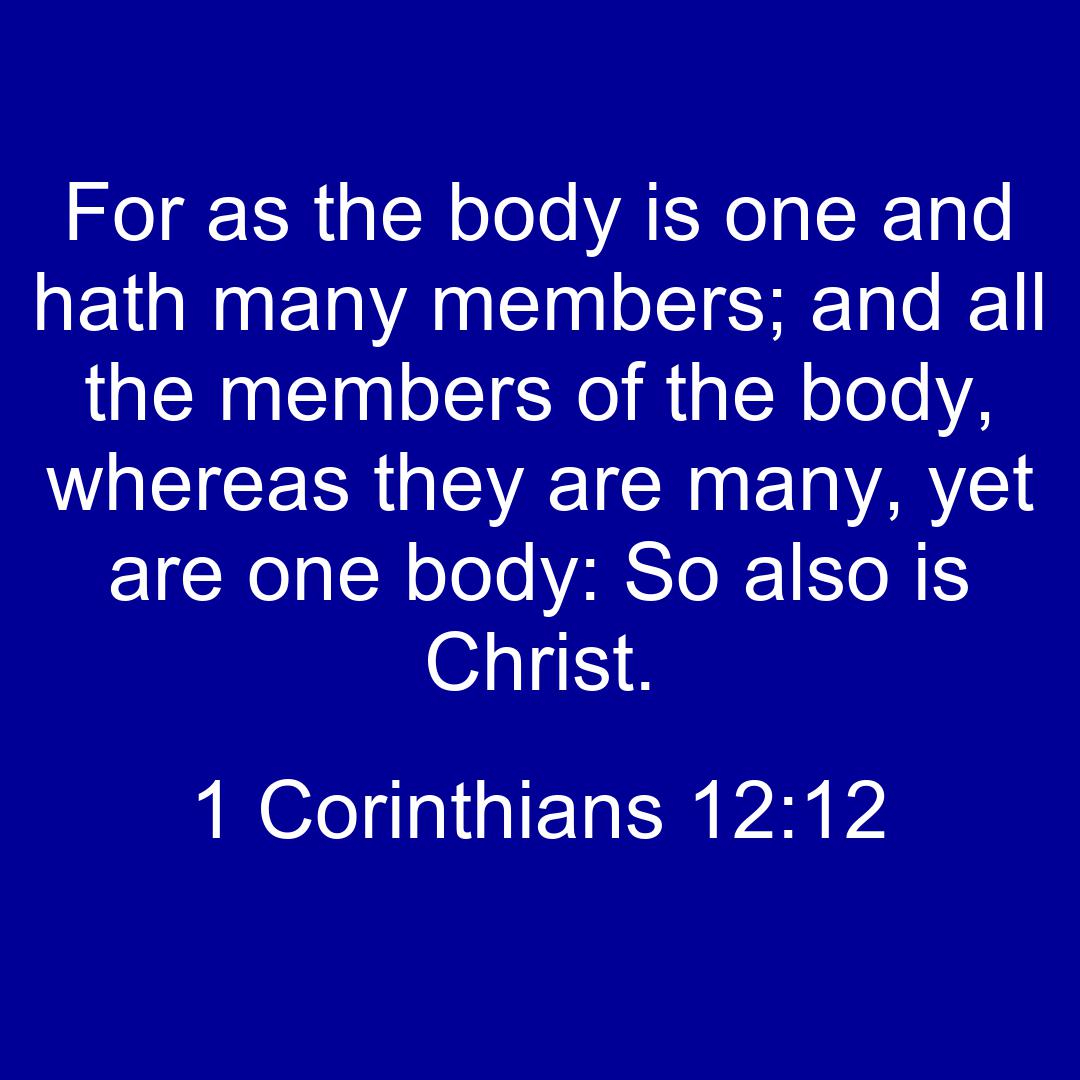 For as the body is one and
hath many members; and all
the members of the body,
whereas they are many, yet
are one body: So also is
Christ.
1 Corinthians 12:12